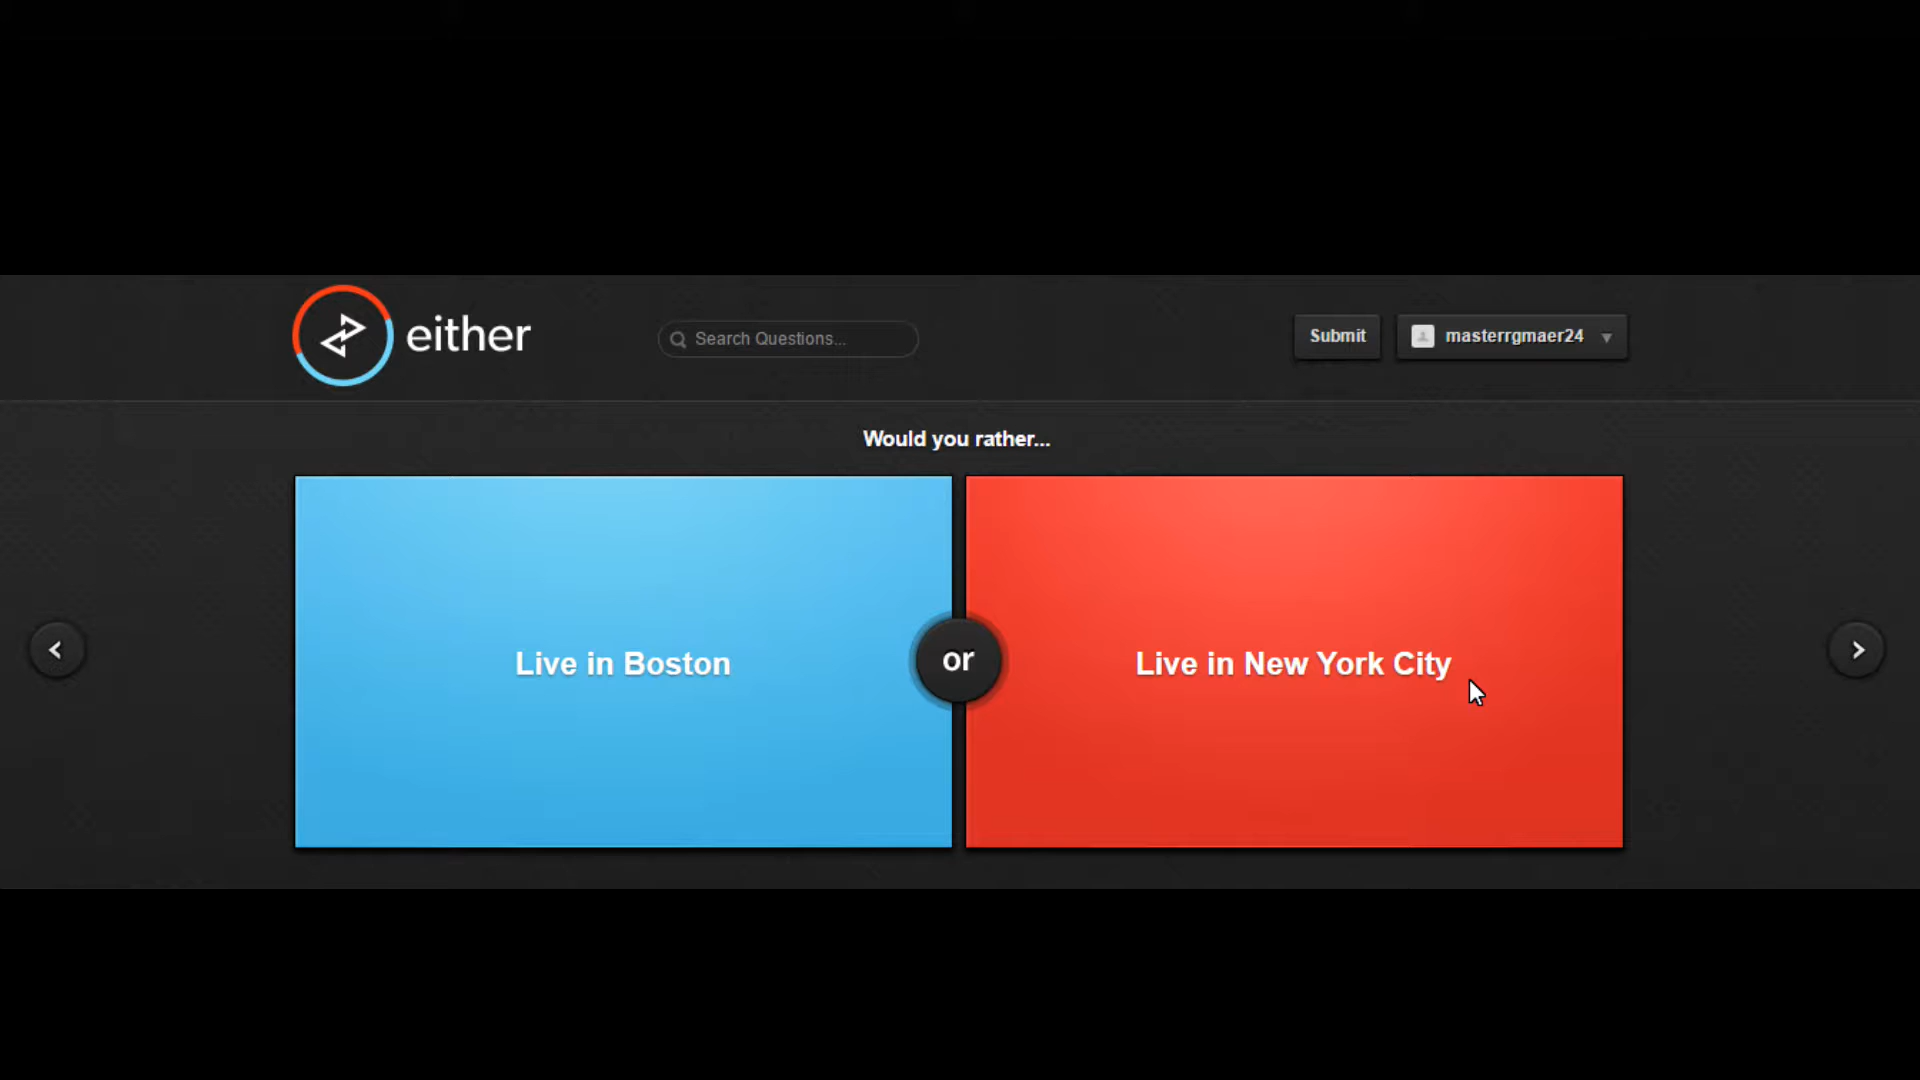 either
Search Questions...
Submit
masterrgmaer24
Would you rather...
Live in Boston
or
Live in New York City